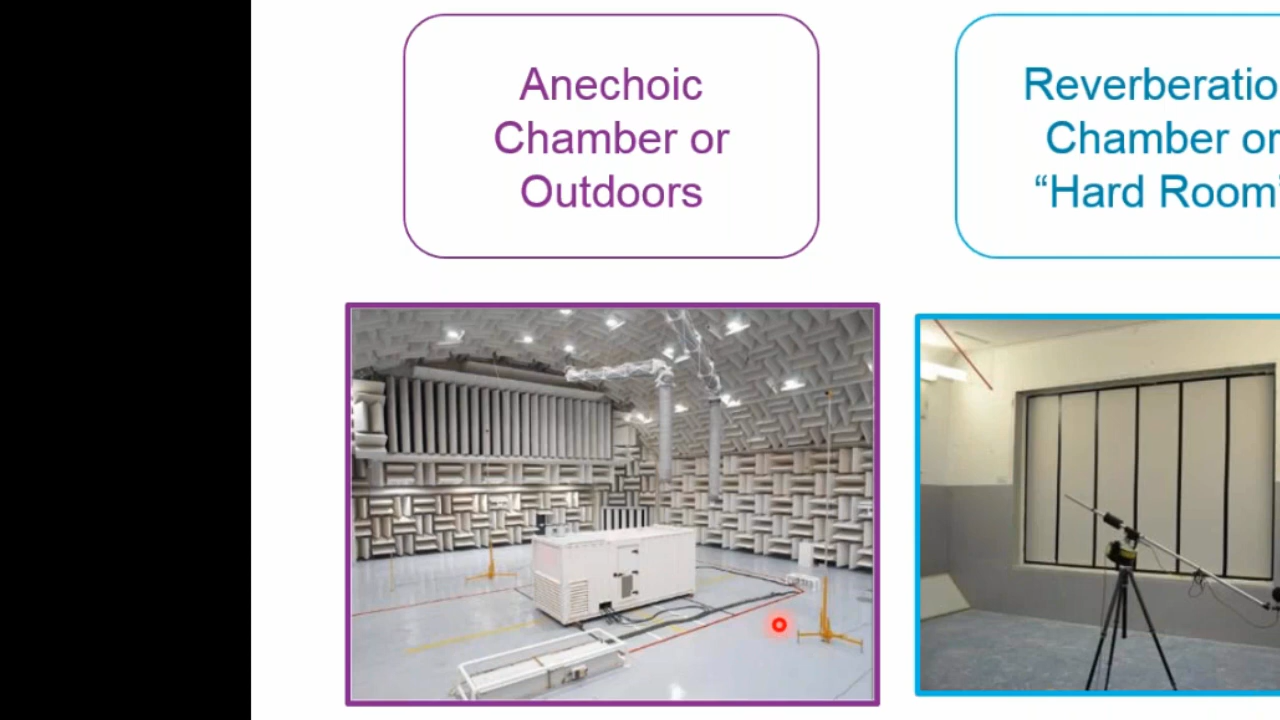 Anechoic
Chamber or
Outdoors
Reverberatio
Chamber or
“Hard Room”